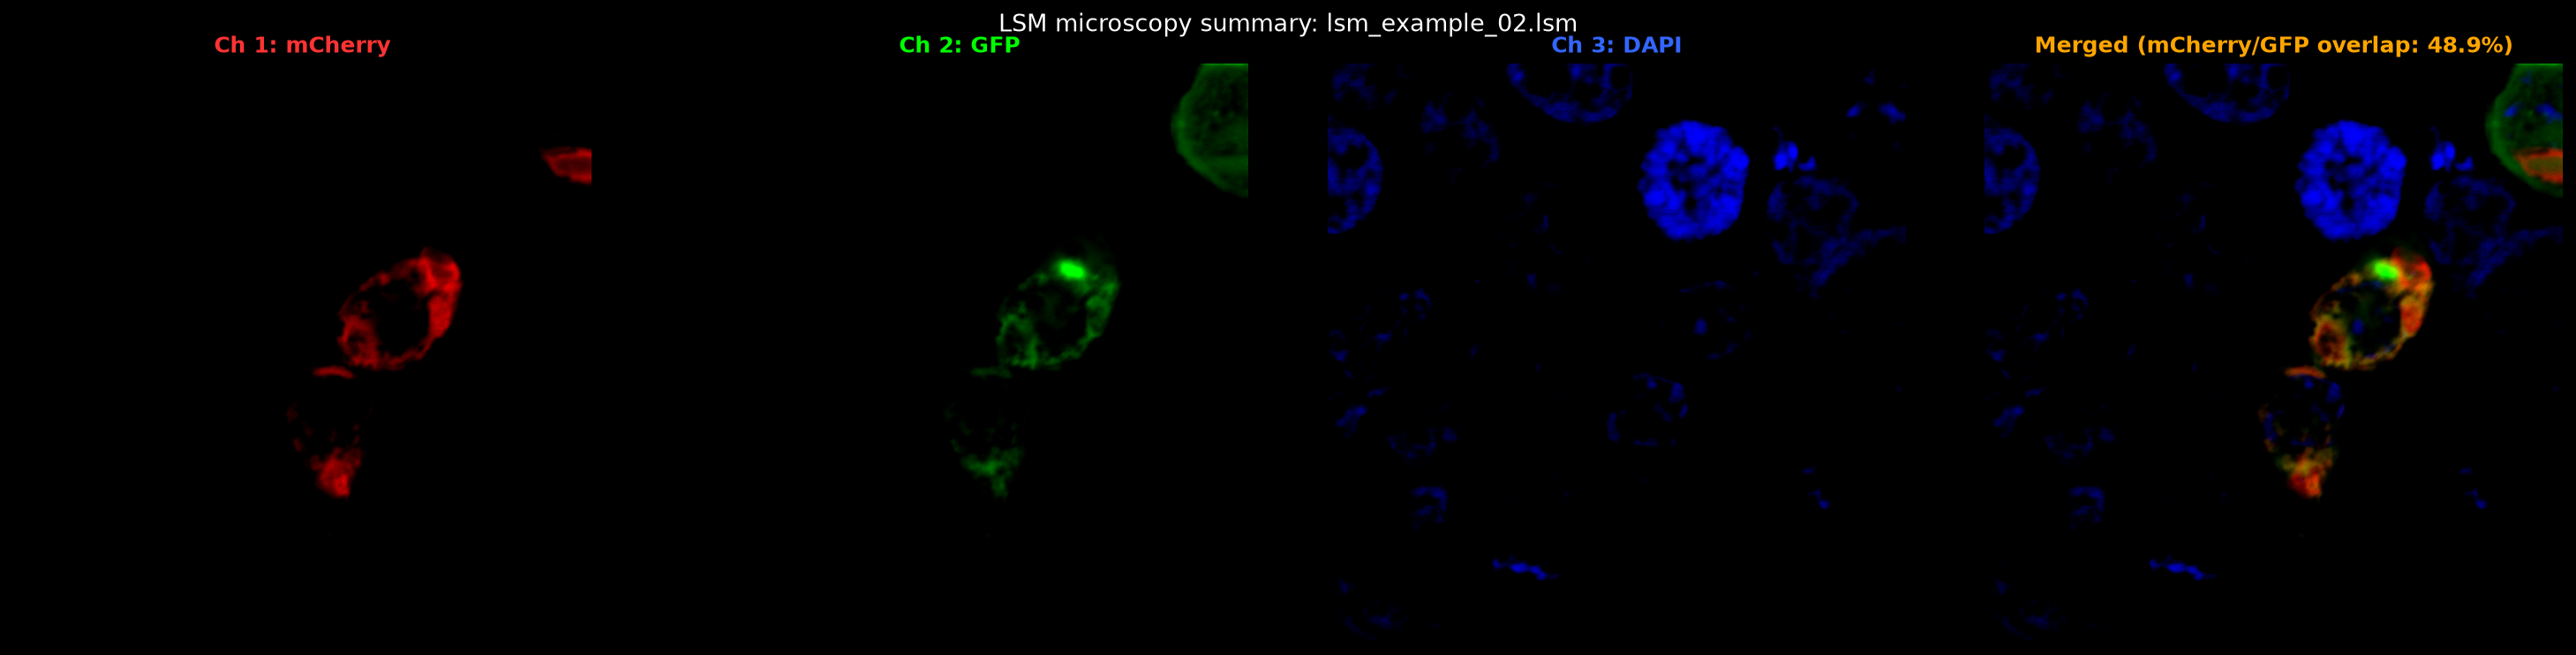 LSM microscopy summary: lsm_example_02.lsm
Ch 1: mCherry
Ch 2: GFP
Ch 3: DAPI
Merged (mCherry/GFP overlap: 48.9%)